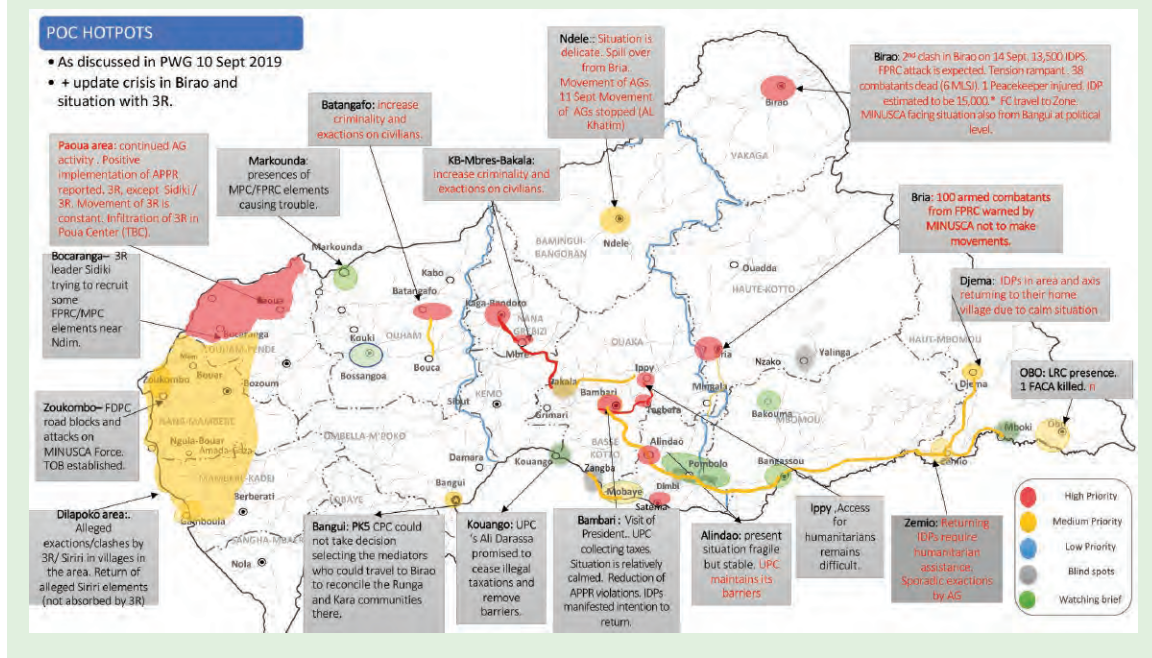 POC HOTPOTS
• As discussed in PWG 10 Sept 2019
• + update crisis in Birao and
situation with 3R.
Paoua area: continued AG
activity . Positive
implementation of APPR
reported. 3R, except Sidiki /
3R. Movement of 3R is
constant. Infiltration of 3R in
Poua Center (TBC).
Bocaranga– 3R
leader Sidiki
trying to recruit
some
FPRC/MPC
elements near
Ndim.
Zoukombo– FDPC
road blocks and
attacks on
MINUSCA Force.
TOB established.
Dilapoko area:.
Alleged
exactions/clashes by
3R/ Siriri in villages in
the area. Return of
alleged Siriri elements
(not absorbed by 3R)
Markounda:
presences of
MPC/FPRC elements
causing trouble.
Batangafo: increase
criminality and
exactions on civilians.
KB-Mbres-Bakala:
increase criminality and
exactions on civilians.
Ndele:: Situation is
delicate. Spill over
from Bria.
Movement of AGs.
11 Sept Movement
of AGs stopped (AL
Khatim)
Birao: 2nd clash in Birao on 14 Sept. 13,500 IDPS.
FPRC attack is expected. Tension rampant . 38
combatants dead (6 MLSJ). 1 Peacekeeper injured. IDP
estimated to be 15,000.* FC travel to Zone.
MINUSCA facing situation also from Bangui at political
level.
Bria: 100 armed combatants
from FPRC warned by
MINUSCA not to make
movements.
Djema: IDPs in area and axis
returning to their home
village due to calm situation
OBO: LRC presence.
1 FACA killed. n
Bangui: PK5 CPC could
not take decision
selecting the mediators
who could travel to Birao
to reconcile the Runga
and Kara communities
there.
Kouango: UPC
's Ali Darassa
promised to
cease illegal
taxations and
remove
barriers.
Bambari : Visit of
President.. UPC
collecting taxes.
Situation is relatively
calmed. Reduction of
APPR violations. IDPs
manifested intention to
return.
Alindao: present
situation fragile
but stable. UPC
maintains its
barriers
Ippy ,Access for
humanitarians
remains
difficult.
Zemio: Returning
IDPs require
humanitarian
assistance.
Sporadic exactions
by AG
High Priority
Medium Priority
Low Priority
Blind spots
Watching brief
Birao
VAKAGA
Ndele
BAMINGUI-
BANGORAN
Ouadda
HAUTE-KOTTO
Markounda
Kabo
Batangafo
Kaga-Bandoro
NANA
GREBIZI
Mbre
OUHAM
Kouki
Bossangoa
Bouca
Paoua
Bocaranga
OUHAM-PENDE
Bouar
Bozoum
Zoukombo
NANA-MAMBERE
Ngula-Bouar
Amada-Gaza
MAMBERE-KADEI
Berberati
Gamboula
SANGHA-MBAERE
Nola
LOBAYE
OMBELLA-M'POKO
Damara
Bangui
Sibut
KEMO
Grimari
Bakala
OUAKA
Ippy
Bambari
Togbefa
Kouango
BASSE
KOTTO
Alindao
Zangba
Mobaye
Dimbi
Satema
Pombolo
Bria
Mingala
Nzako
Yalinga
Bakouma
MBOMOU
Bangassou
HAUT-MBOMOU
Djema
Zemio
Mboki
Obo